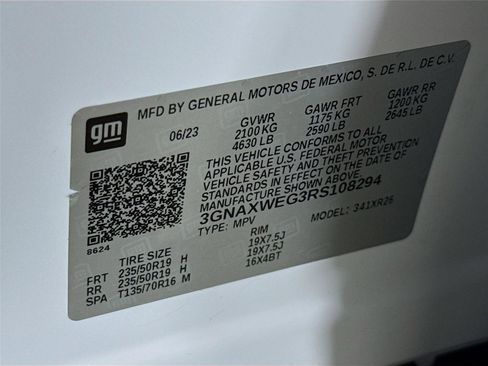 gm
MFD BY GENERAL MOTORS DE MEXICO, S. DE R.L. DE C.V.
06/23 GVWR GAWR FRT GAWR RR
2100 KG 1175 KG 1200 KG
4630 LB 2590 LB 2645 LB
THIS VEHICLE CONFORMS TO ALL
APPLICABLE U.S. FEDERAL MOTOR
VEHICLE SAFETY AND THEFT PREVENTION
STANDARDS IN EFFECT ON THE DATE OF
MANUFACTURE SHOWN ABOVE.
3GNAXWEG3RS108294
TYPE: MPV MODEL: 341XR26
8624
TIRE SIZE RIM
FRT 235/50R19 H 19X7.5J
RR 235/50R19 H 19X7.5J
SPA T135/70R16 M 16X4BT